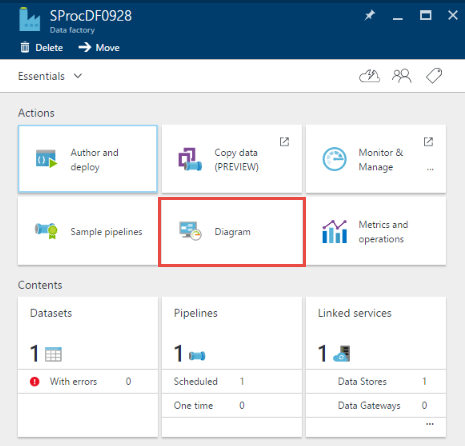 SProcDF0928
Data factory
Delete Move
Essentials
Actions
Author and deploy
Copy data (PREVIEW)
Monitor & Manage
...
Sample pipelines
Diagram
Metrics and operations
Contents
Datasets
1
With errors 0
Pipelines
1
Scheduled 1
One time 0
Linked services
1
Data Stores 1
Data Gateways 0
...